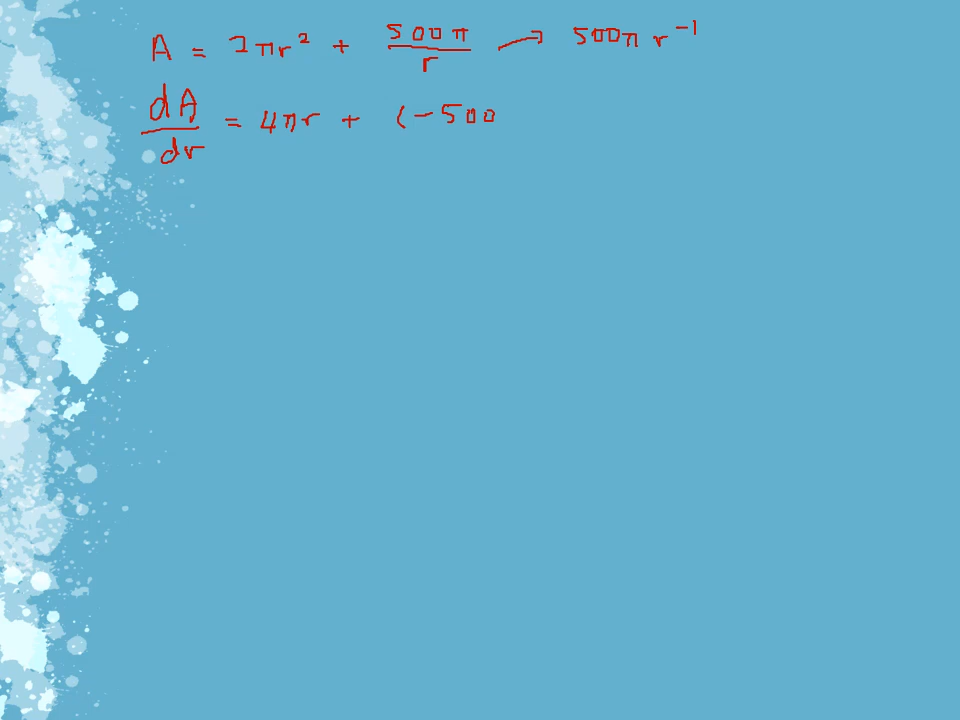 A = 2πr² + 500π/r → 500π r⁻¹
dA/dr = 4πr + (-500